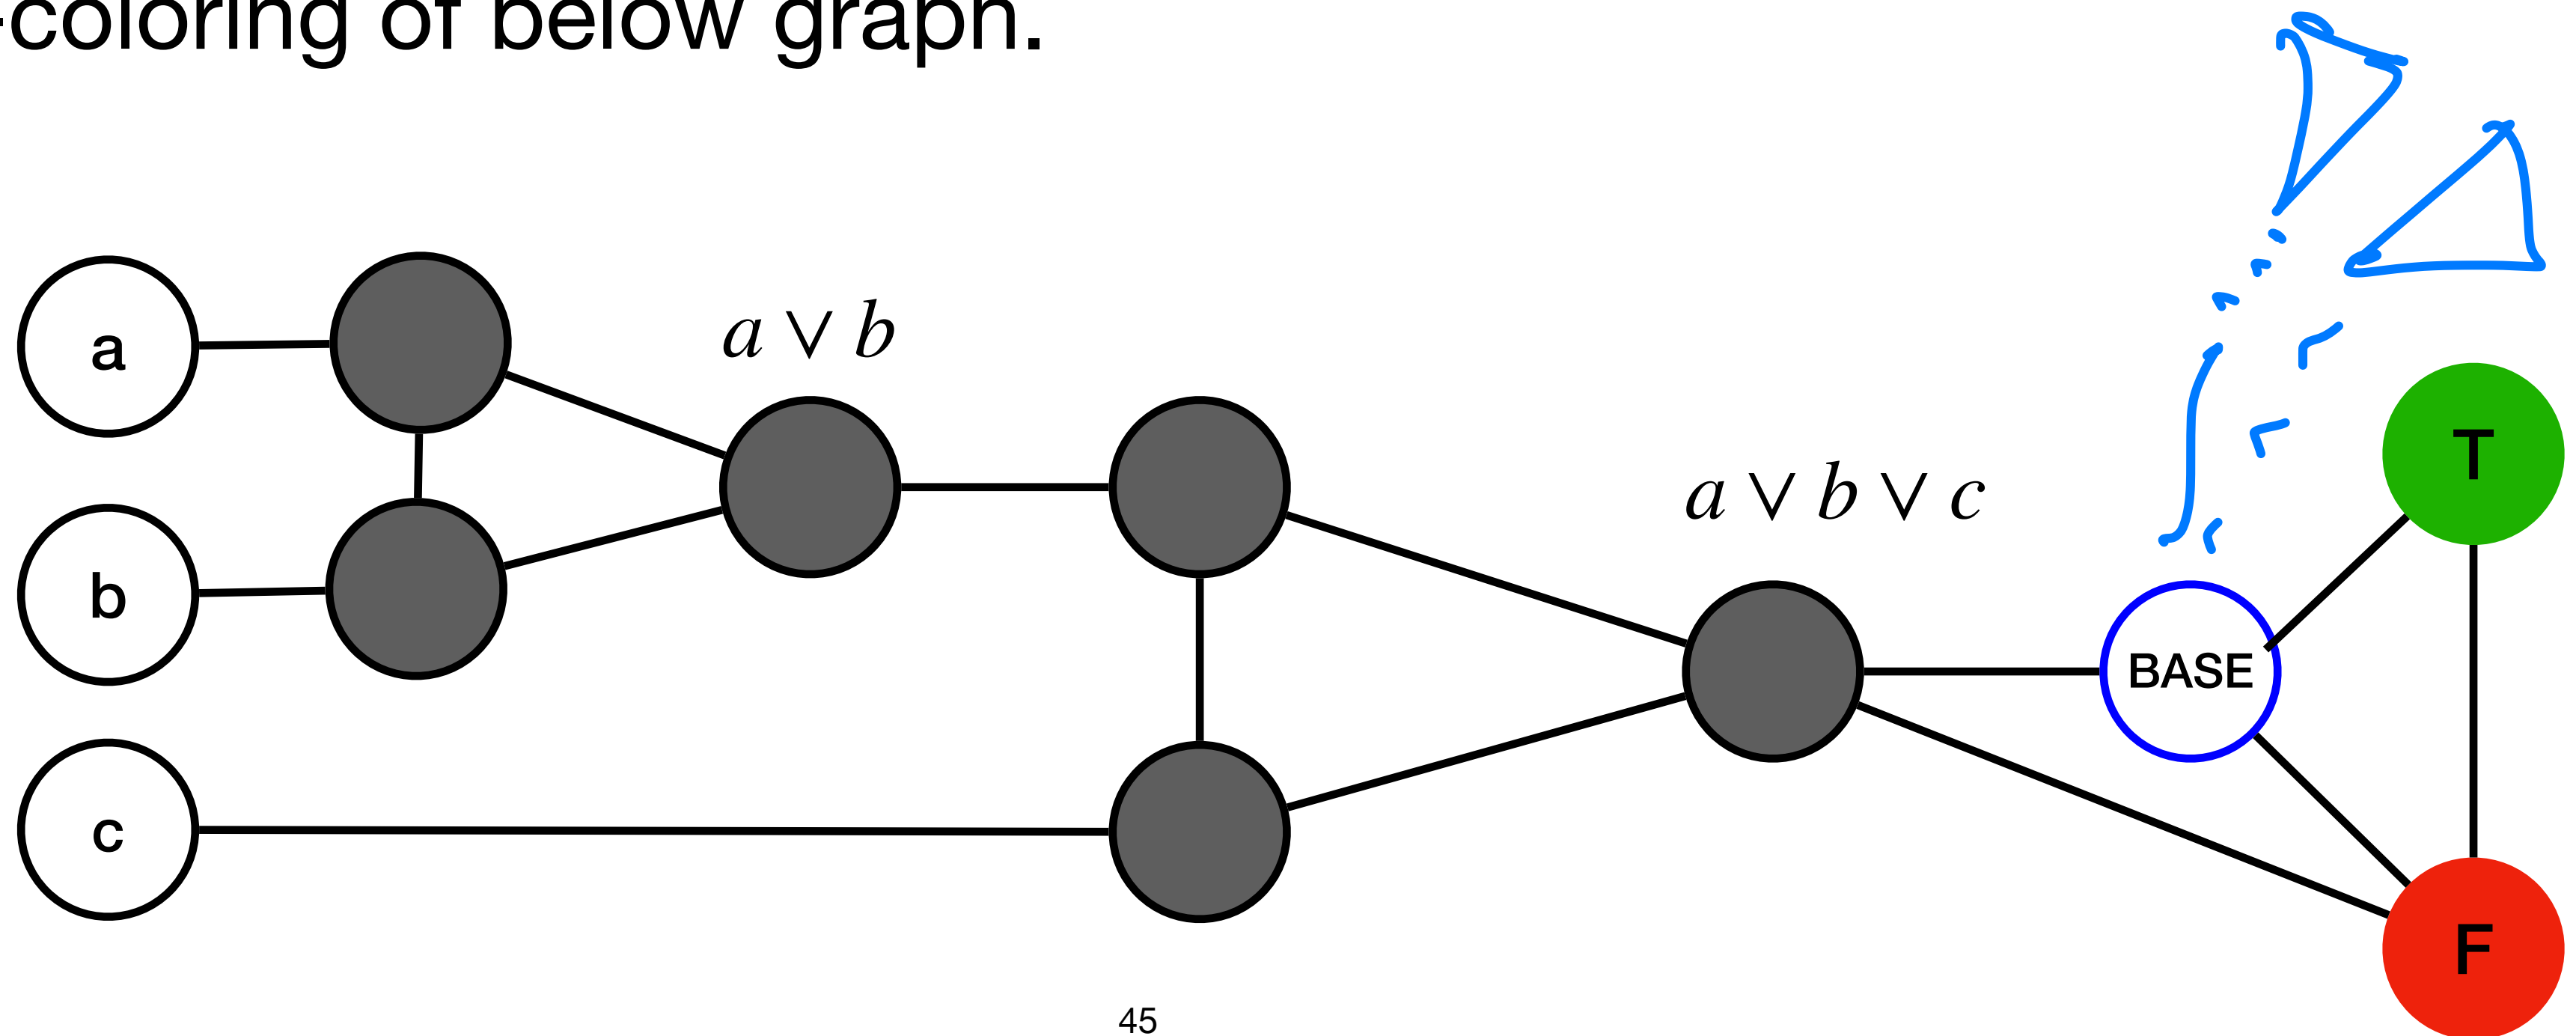 -coloring of below graph.
a
a ∨ b
T
a ∨ b ∨ c
b
BASE
c
F
45